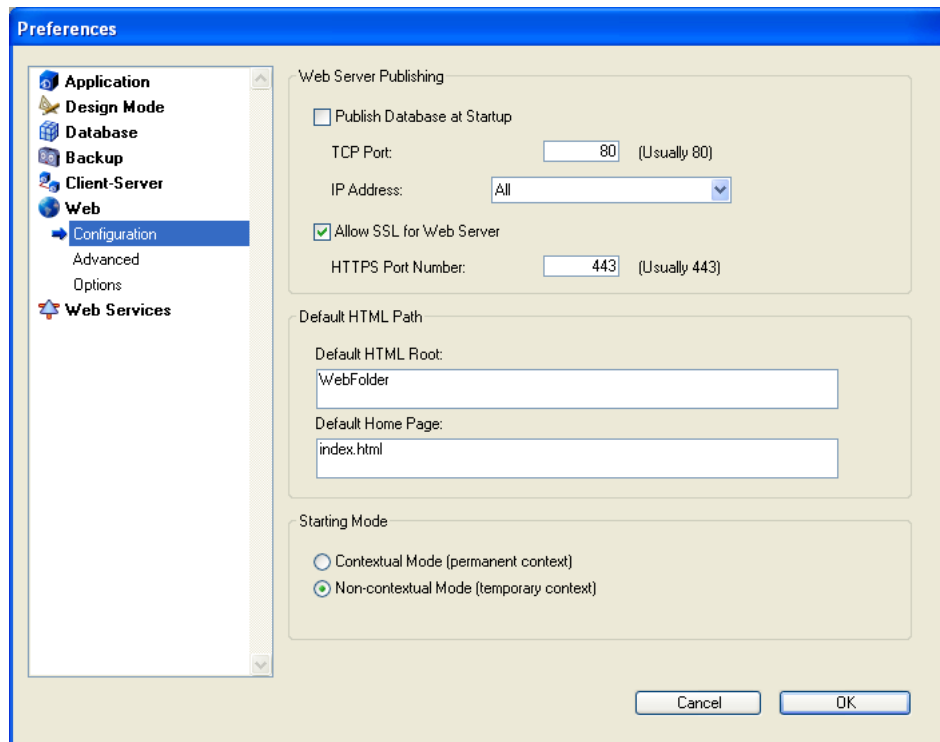 Preferences
Application
Design Mode
Database
Backup
Client-Server
Web
Configuration
Advanced
Options
Web Services
Web Server Publishing
Publish Database at Startup
TCP Port: 80 (Usually 80)
IP Address: All
Allow SSL for Web Server
HTTPS Port Number: 443 (Usually 443)
Default HTML Path
Default HTML Root:
WebFolder
Default Home Page:
index.html
Starting Mode
Contextual Mode (permanent context)
Non-contextual Mode (temporary context)
Cancel OK